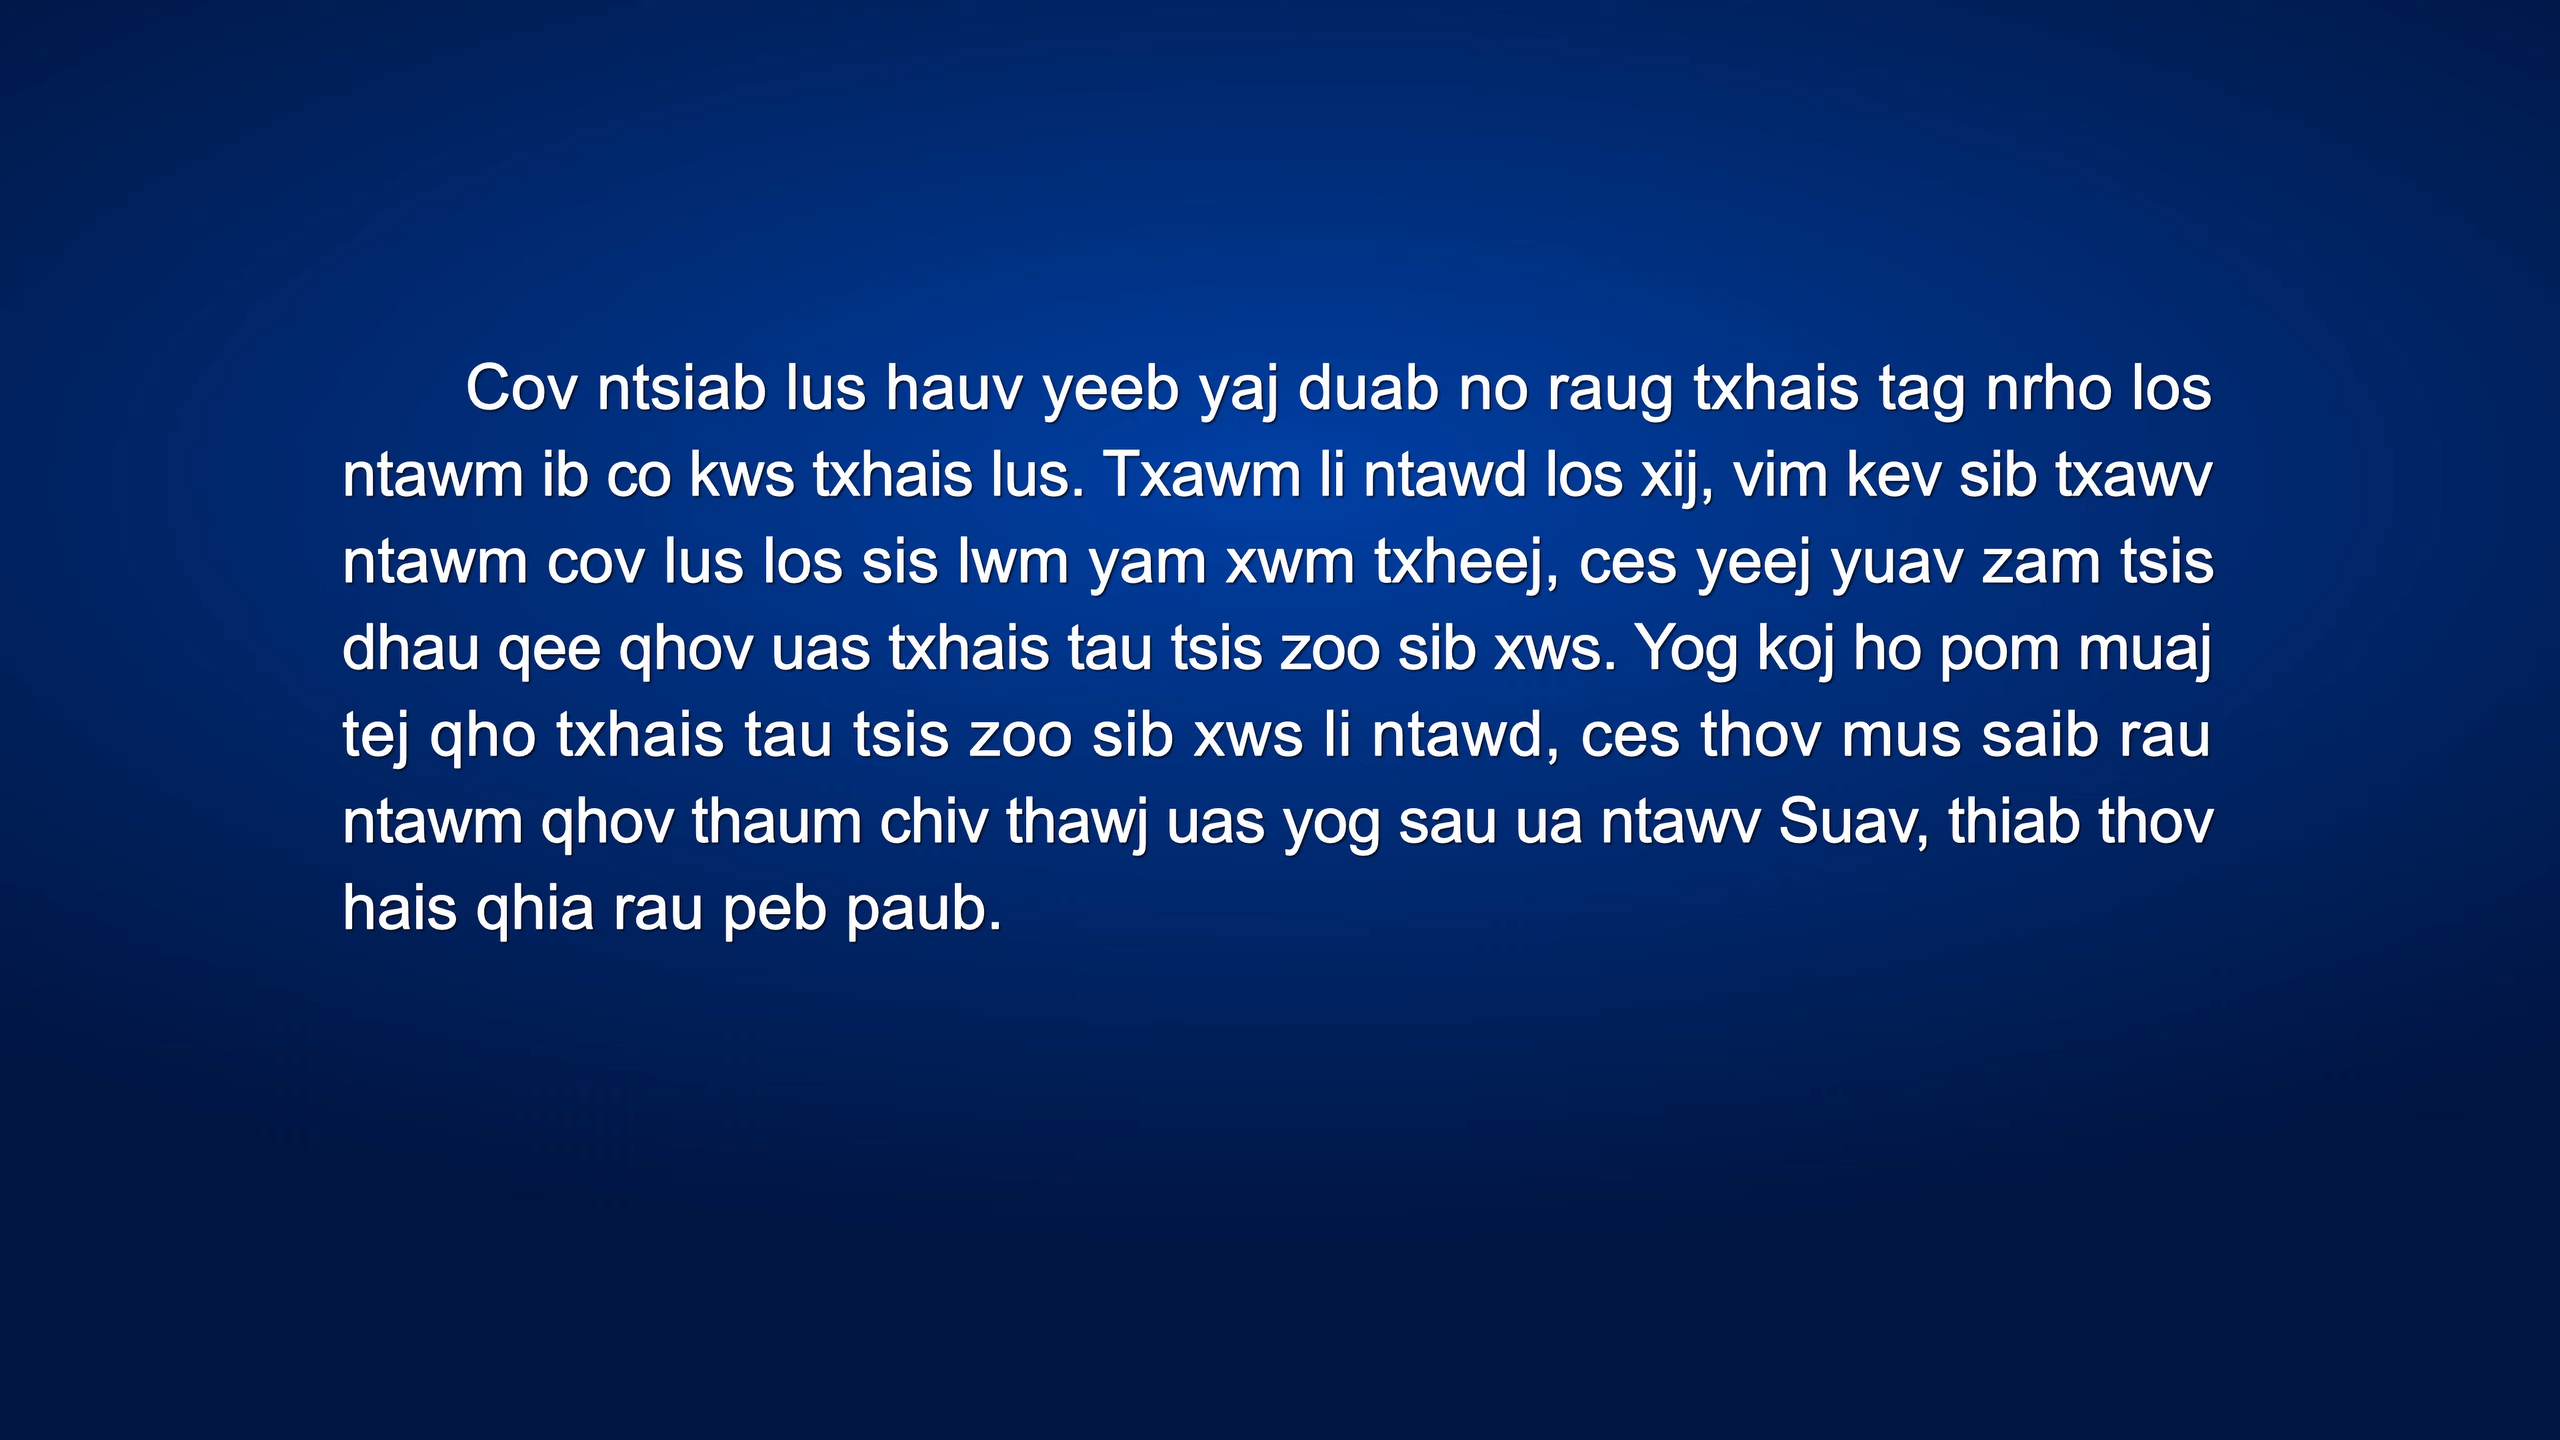 Cov ntsiab lus hauv yeeb yaj duab no raug txhais tag nrho los
ntawm ib co kws txhais lus. Txawm li ntawd los xij, vim kev sib txawv
ntawm cov lus los sis lwm yam xwm txheej, ces yeej yuav zam tsis
dhau qee qhov uas txhais tau tsis zoo sib xws. Yog koj ho pom muaj
tej qho txhais tau tsis zoo sib xws li ntawd, ces thov mus saib rau
ntawm qhov thaum chiv thawj uas yog sau ua ntawv Suav, thiab thov
hais qhia rau peb paub.